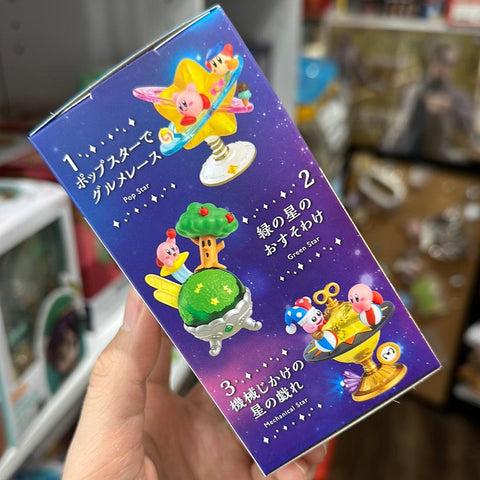 1
ポップスターで
グルメレース
Pop Star
2
緑の星の
おすそわけ
Green Star
3
機械じかけの
星の戯れ
Mechanical Star